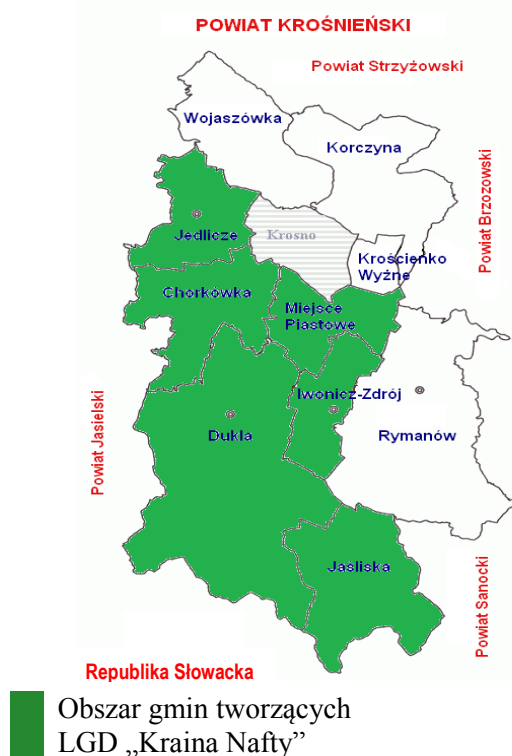 POWIAT KROŚNIEŃSKI
Powiat Strzyżowski
Wojaszówka
Korczyna
Powiat Brzozowski
Jedlicze
Krosno
Krościenko
Wyżne
Chorkówka
Miejsce
Piastowe
Iwonicz-Zdrój
Powiat Jasielski
Dukla
Rymanów
Jaśliska
Powiat Sanocki
Republika Słowacka
Obszar gmin tworzących
LGD „Kraina Nafty”